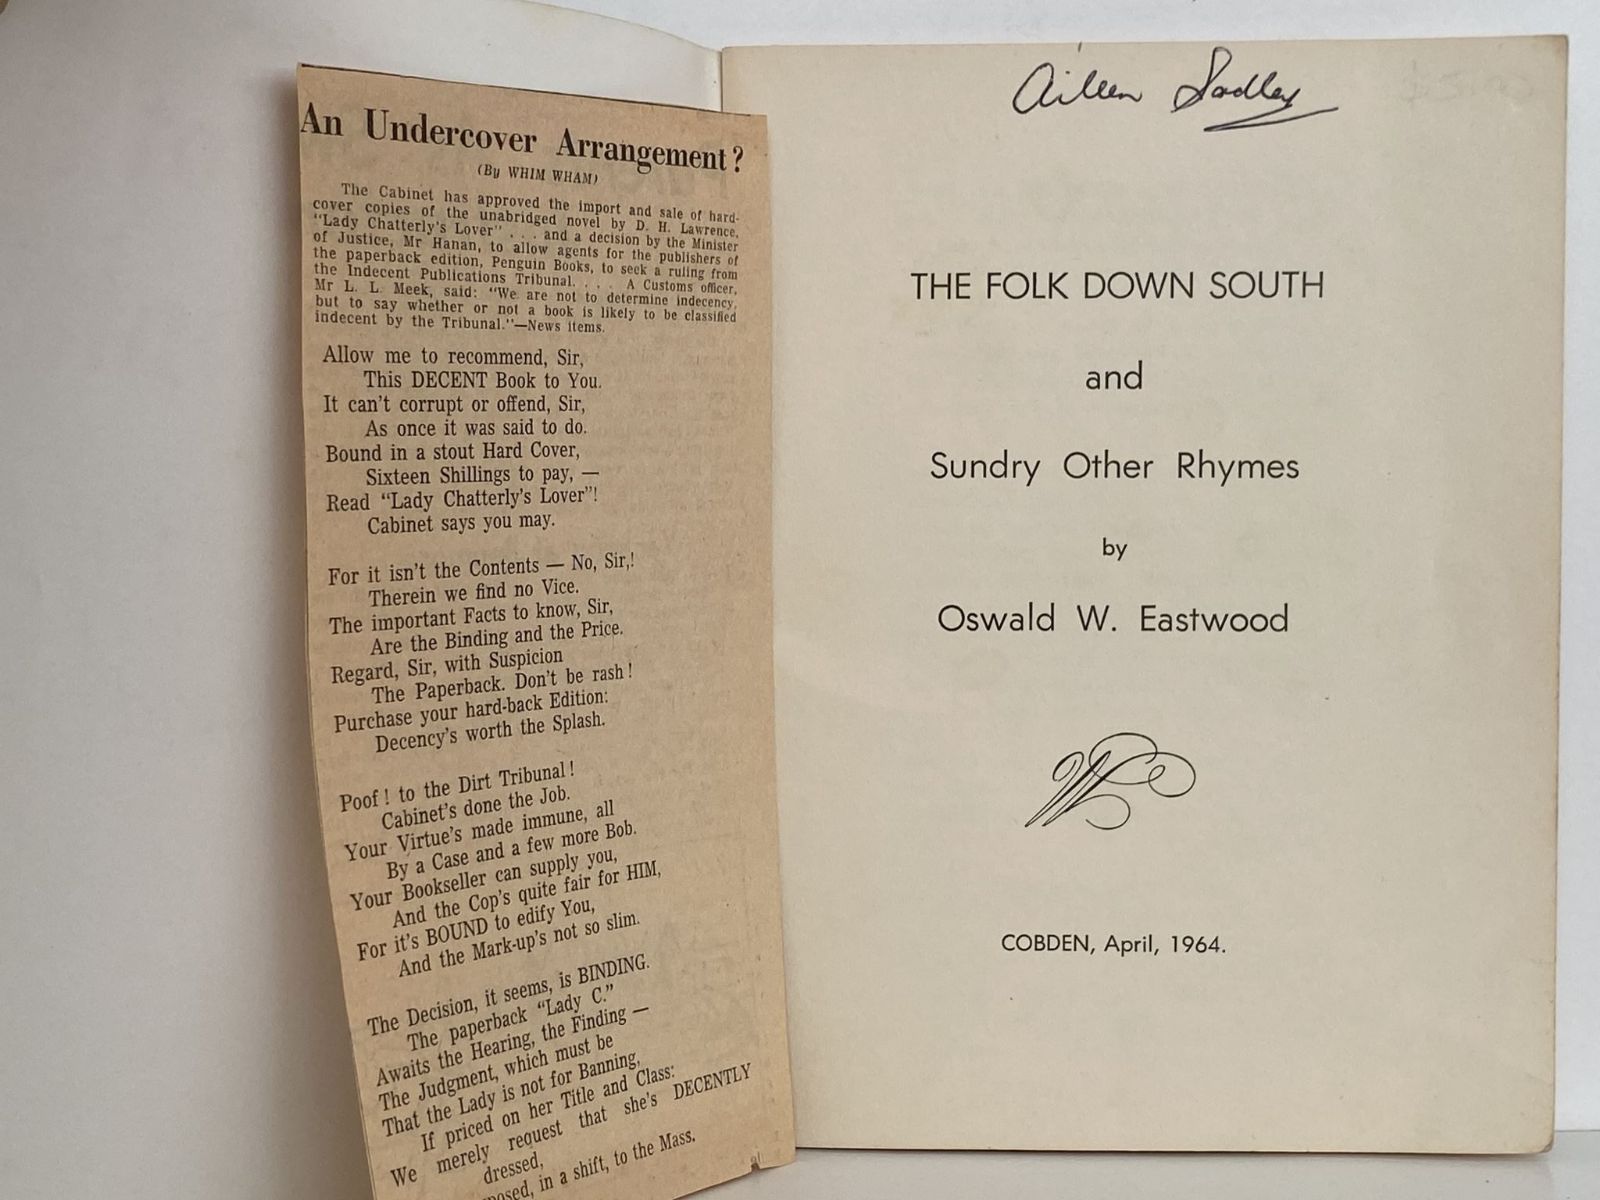 An Undercover Arrangement?
(By WHIM WHAM)
The Cabinet has approved the import and sale of hard-
cover copies of the unabridged novel by D. H. Lawrence,
"Lady Chatterly's Lover" . . . and a decision by the Minister
of Justice, Mr Hanan, to allow agents for the publishers of
the paperback edition, Penguin Books, to seek a ruling from
the Indecent Publications Tribunal. . . . A Customs officer,
Mr L. L. Meek, said: "We are not to determine indecency,
but to say whether or not a book is likely to be classified
indecent by the Tribunal."—News items.
Allow me to recommend, Sir,
This DECENT Book to You.
It can't corrupt or offend, Sir,
As once it was said to do.
Bound in a stout Hard Cover,
Sixteen Shillings to pay, —
Read "Lady Chatterly's Lover"!
Cabinet says you may.
For it isn't the Contents — No, Sir,!
Therein we find no Vice.
The important Facts to know, Sir,
Are the Binding and the Price.
Regard, Sir, with Suspicion
The Paperback. Don't be rash!
Purchase your hard-back Edition:
Decency's worth the Splash.
Poof! to the Dirt Tribunal!
Cabinet's done the Job.
Your Virtue's made immune, all
By a Case and a few more Bob.
Your Bookseller can supply you,
And the Cop's quite fair for HIM,
For it's BOUND to edify You,
And the Mark-up's not so slim.
The Decision, it seems, is BINDING.
The paperback "Lady C."
Awaits the Hearing, the Finding —
The Judgment, which must be
That the Lady is not for Banning,
If priced on her Title and Class:
We merely request that she's DECENTLY
dressed,
in a shift, to the Mass.
Aileen Sadley
THE FOLK DOWN SOUTH
and
Sundry Other Rhymes
by
Oswald W. Eastwood
COBDEN, April, 1964.